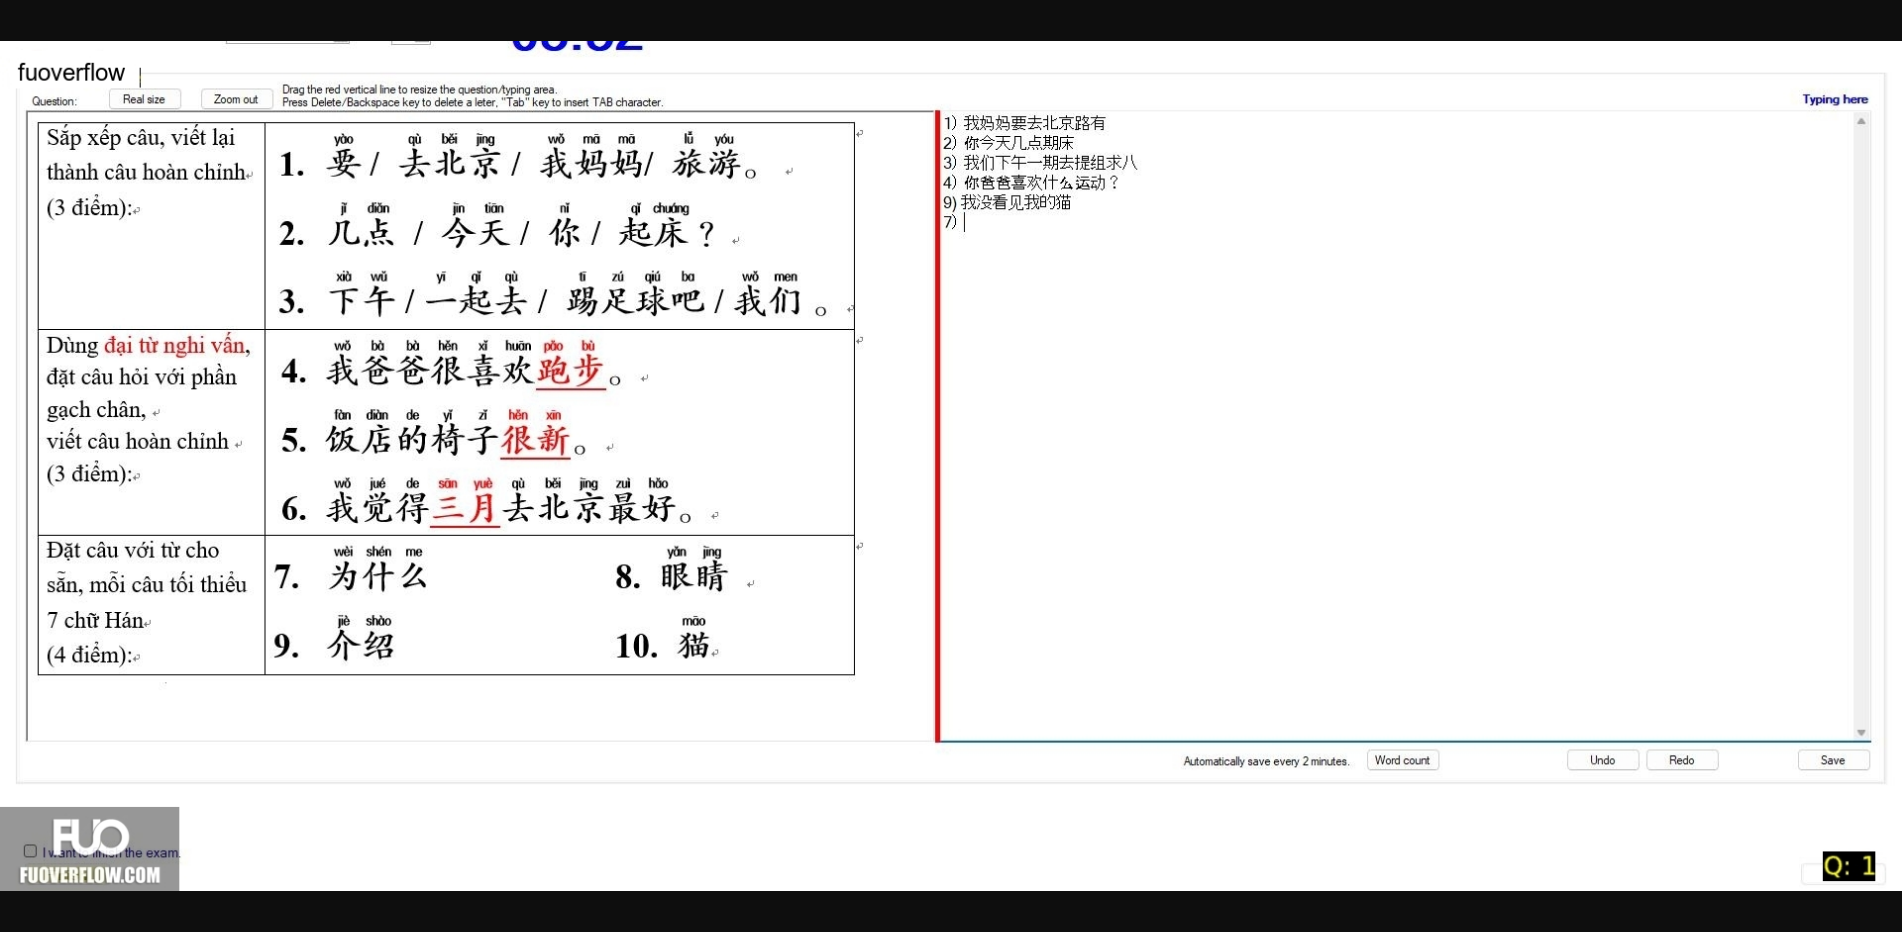 fuoverflow
Question:
Real size
Zoom out
Drag the red vertical line to resize the question/typing area.
Press Delete/Backspace key to delete a leter, "Tab" key to insert TAB character.
Typing here
Sắp xếp câu, viết lại
thành câu hoàn chỉnh
(3 điểm):
yào qù běi jīng wǒ mā mā lǚ yóu
1. 要 / 去北京 / 我妈妈/ 旅游。
jǐ diǎn jīn tiān nǐ qǐ chuáng
2. 几点 / 今天 / 你 / 起床？
xià wǔ yī qǐ qù tī zú qiú ba wǒ men
3. 下午 / 一起去 / 踢足球吧 / 我们 。
Dùng đại từ nghi vấn,
đặt câu hỏi với phần
gạch chân,
viết câu hoàn chỉnh
(3 điểm):
wǒ bà bà hěn xǐ huān pǎo bù
4. 我爸爸很喜欢跑步。
fàn diàn de yǐ zǐ hěn xīn
5. 饭店的椅子很新。
wǒ jué de sān yuè qù běi jīng zuì hǎo
6. 我觉得三月去北京最好。
Đặt câu với từ cho
sẵn, mỗi câu tối thiểu
7 chữ Hán
(4 điểm):
wèi shén me yǎn jīng
7. 为什么 8. 眼睛
jiè shào māo
9. 介绍 10. 猫
1) 我妈妈要去北京路有
2) 你今天几点期床
3) 我们下午一期去提组求八
4) 你爸爸喜欢什么运动？
9) 我没看见我的猫
7)
Automatically save every 2 minutes.
Word count
Undo
Redo
Save
FUO
I want to finish the exam.
FUOVERFLOW.COM
Q: 1